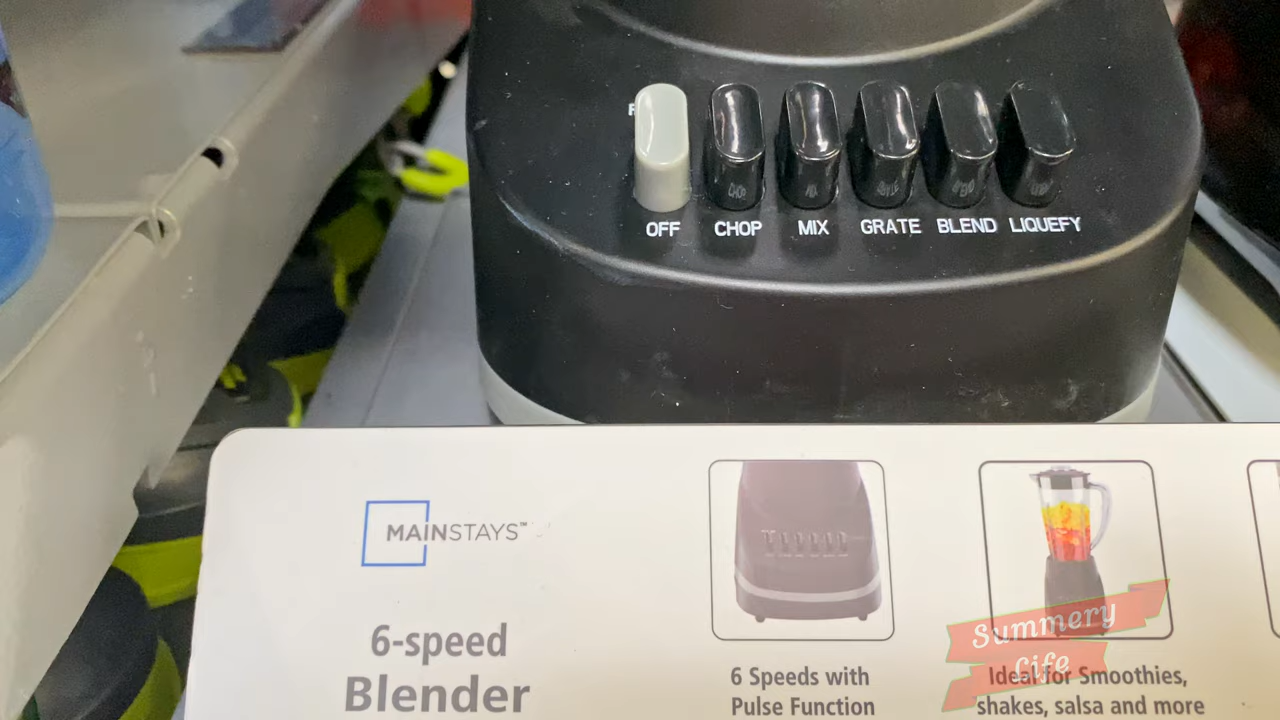 OFF CHOP MIX GRATE BLEND LIQUEFY
MAINSTAYS™
6-speed
Blender
6 Speeds with
Pulse Function
Ideal for Smoothies,
shakes, salsa and more
Summery
Life